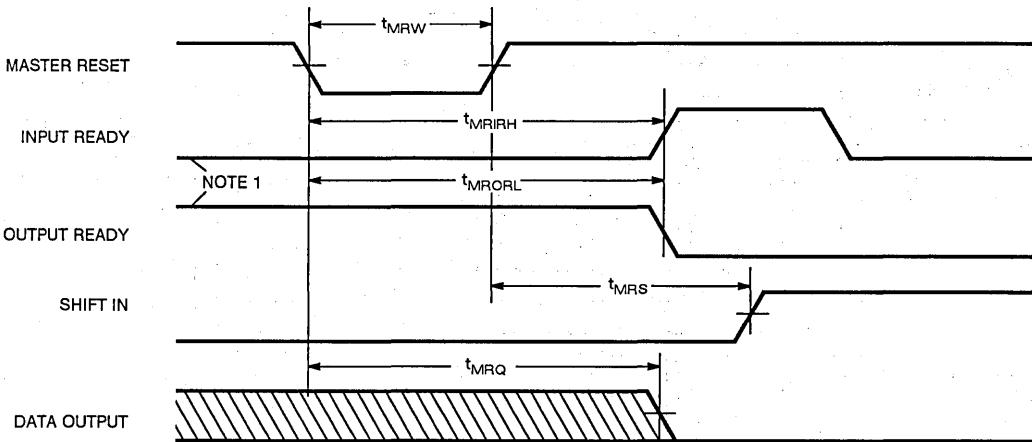 tMRW
MASTER RESET
tMRIRH
INPUT READY
NOTE 1
tMRORL
OUTPUT READY
tMRS
SHIFT IN
tMRQ
DATA OUTPUT